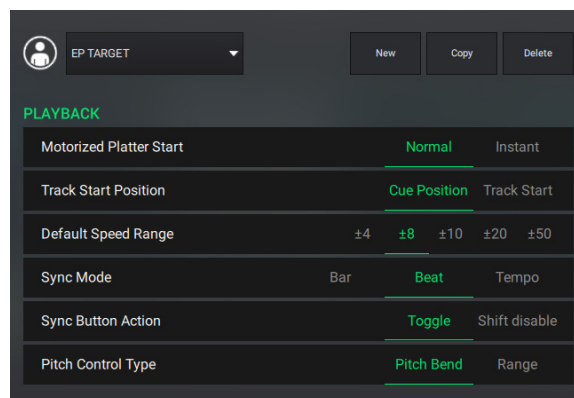 EP TARGET New Copy Delete
PLAYBACK
Motorized Platter Start Normal Instant
Track Start Position Cue Position Track Start
Default Speed Range ±4 ±8 ±10 ±20 ±50
Sync Mode Bar Beat Tempo
Sync Button Action Toggle Shift disable
Pitch Control Type Pitch Bend Range